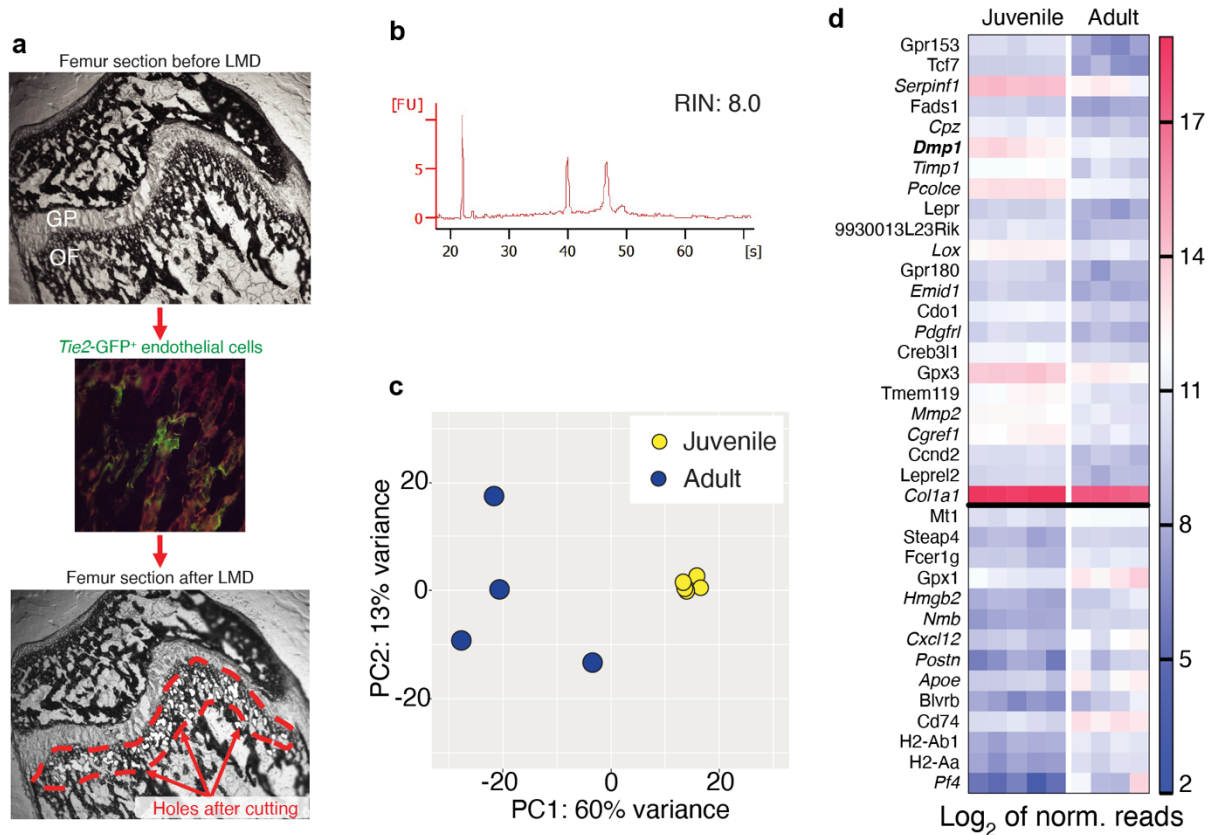 a
Femur section before LMD
GP
OF
Tie2-GFP⁺ endothelial cells
Femur section after LMD
Holes after cutting
b
[FU]
RIN: 8.0
5
0
20 30 40 50 60 [s]
c
Juvenile
Adult
20
0
-20
PC2: 13% variance
-20 0 20
PC1: 60% variance
d
Juvenile Adult
Gpr153
Tcf7
Serpinf1
Fads1
Cpz
Dmp1
Timp1
Pcolce
Lepr
9930013L23Rik
Lox
Gpr180
Emid1
Cdo1
Pdgfrl
Creb3l1
Gpx3
Tmem119
Mmp2
Cgref1
Ccnd2
Leprel2
Col1a1
Mt1
Steap4
Fcer1g
Gpx1
Hmgb2
Nmb
Cxcl12
Postn
Apoe
Blvrb
Cd74
H2-Ab1
H2-Aa
Pf4
17
14
11
8
5
2
Log₂ of norm. reads